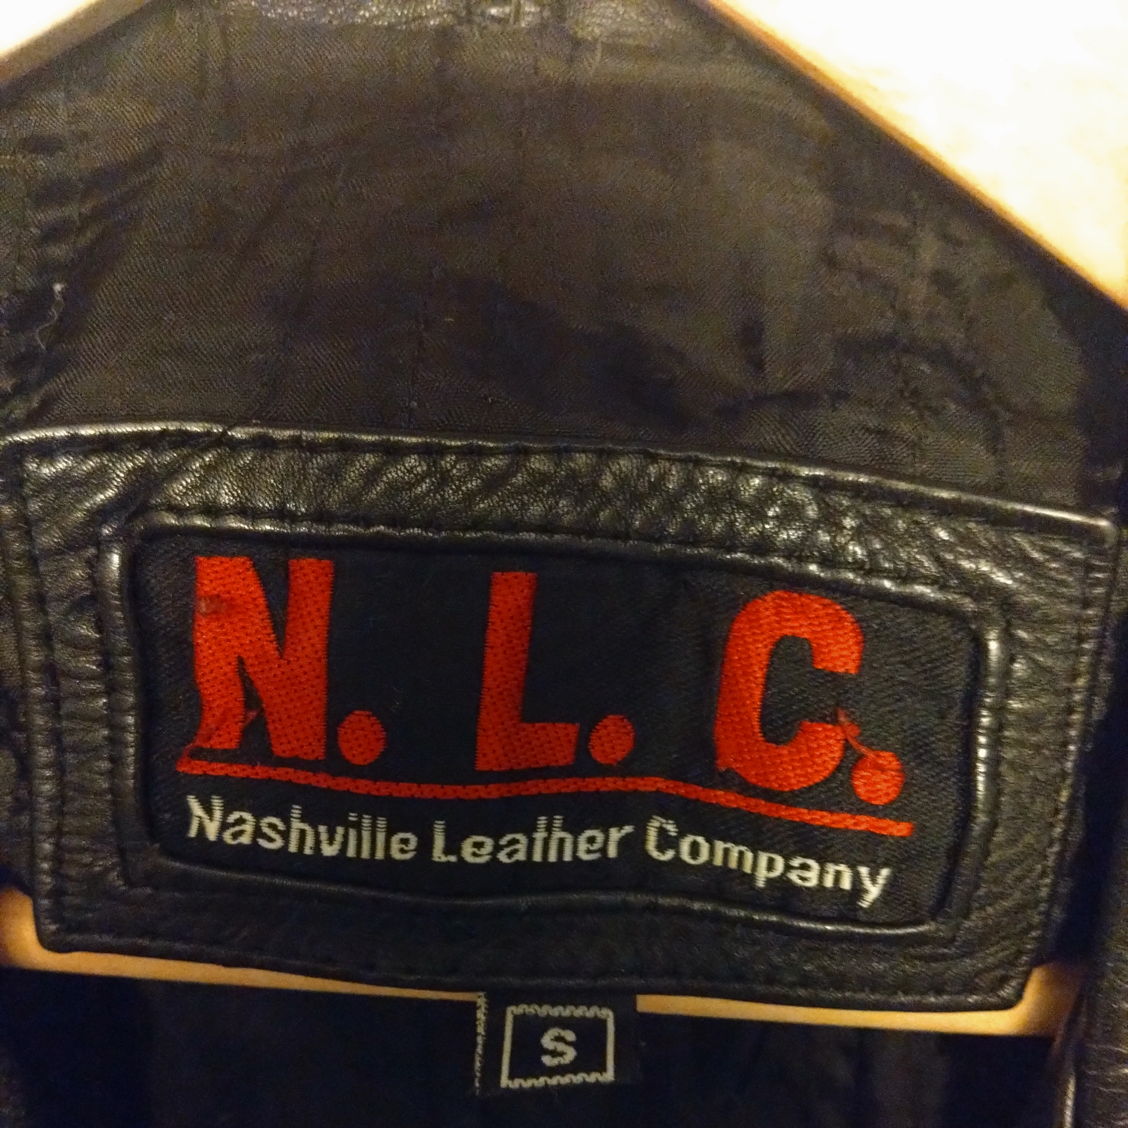 N. L. C.
Nashville Leather Company
S